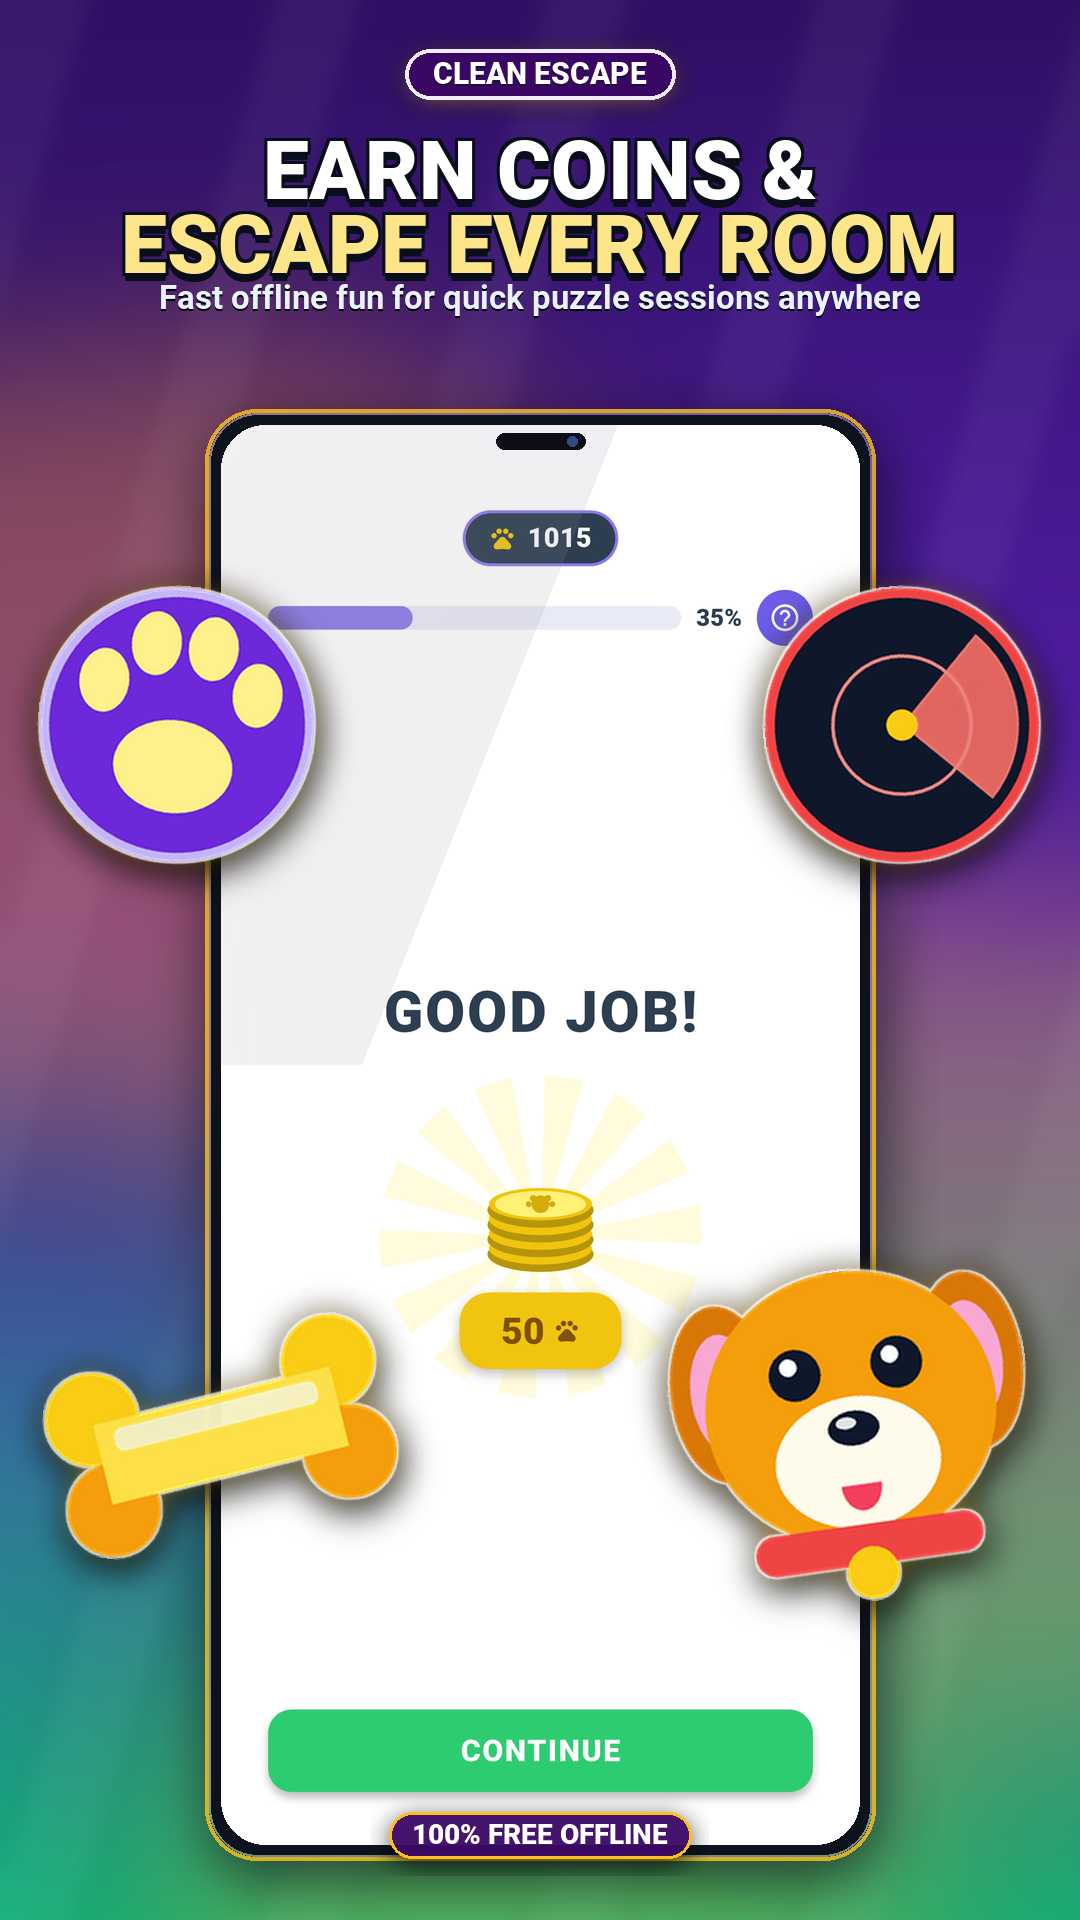 CLEAN ESCAPE
EARN COINS &
ESCAPE EVERY ROOM
Fast offline fun for quick puzzle sessions anywhere
1015
35%
?
GOOD JOB!
50
CONTINUE
100% FREE OFFLINE